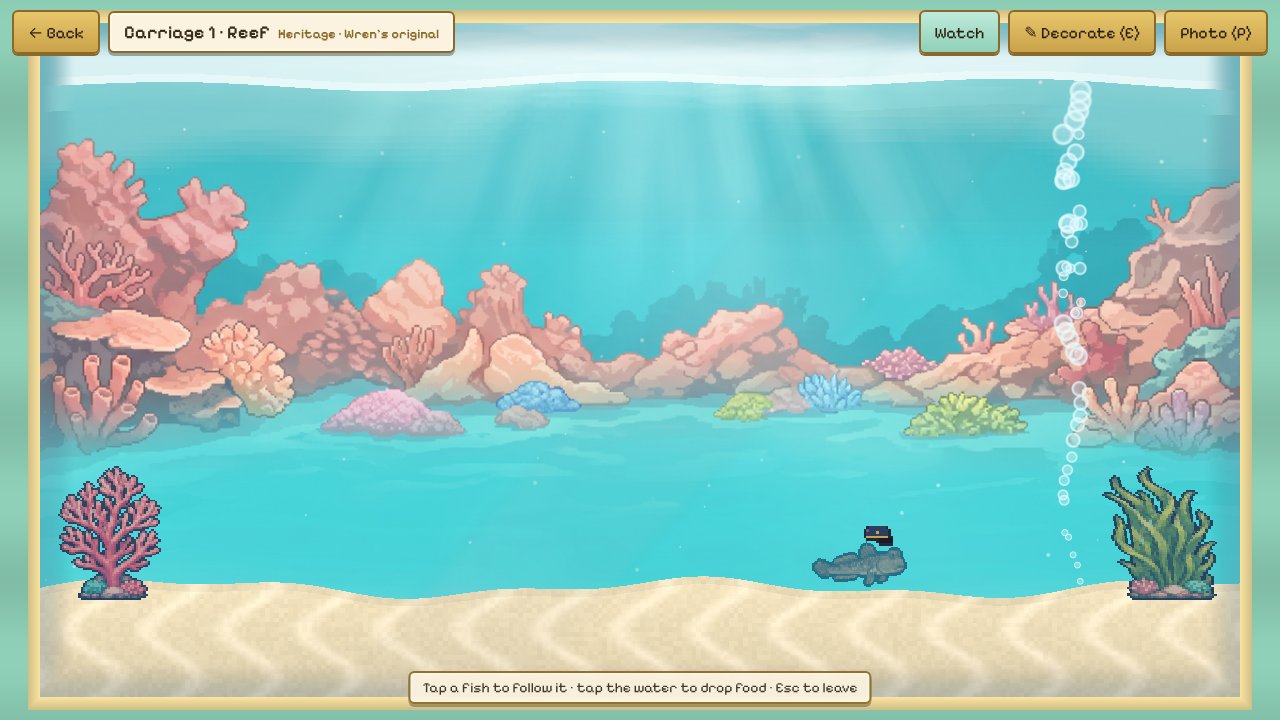 ← Back
Carriage 1 · Reef Heritage · Wren's original
Watch
✎ Decorate (E)
Photo (P)
Tap a fish to follow it · tap the water to drop food · Esc to leave